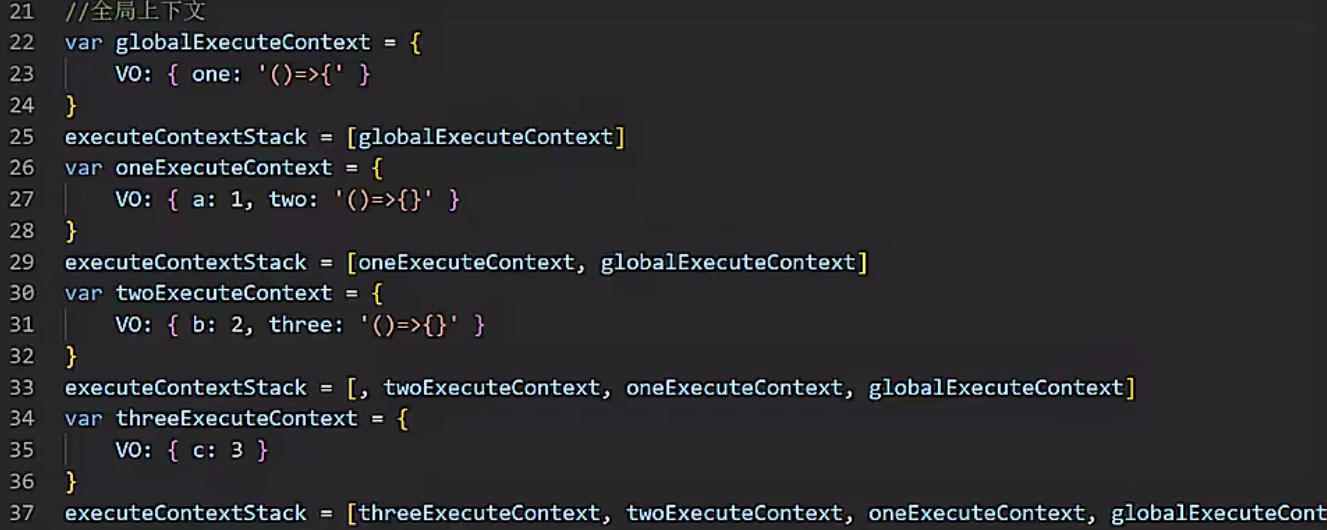 21 //全局上下文
22 var globalExecuteContext = {
23 VO: { one: '()=>{' }
24 }
25 executeContextStack = [globalExecuteContext]
26 var oneExecuteContext = {
27 VO: { a: 1, two: '()=>{}' }
28 }
29 executeContextStack = [oneExecuteContext, globalExecuteContext]
30 var twoExecuteContext = {
31 VO: { b: 2, three: '()=>{}' }
32 }
33 executeContextStack = [, twoExecuteContext, oneExecuteContext, globalExecuteContext]
34 var threeExecuteContext = {
35 VO: { c: 3 }
36 }
37 executeContextStack = [threeExecuteContext, twoExecuteContext, oneExecuteContext, globalExecuteCont